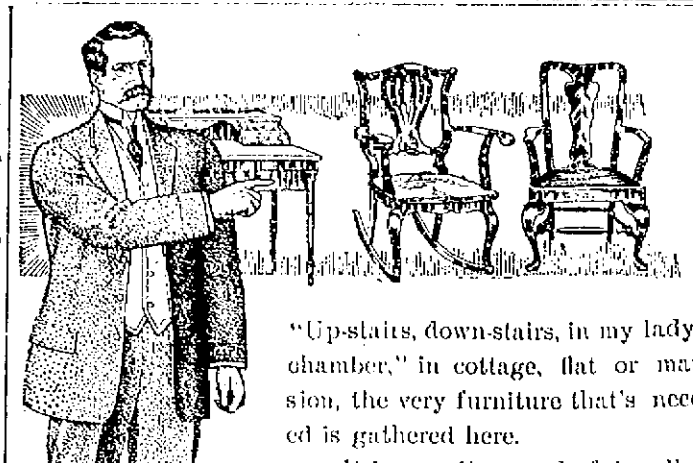 "Up-stairs, down-stairs, in my lady
chamber," in cottage, flat or man
sion, the very furniture that's need
ed is gathered here.